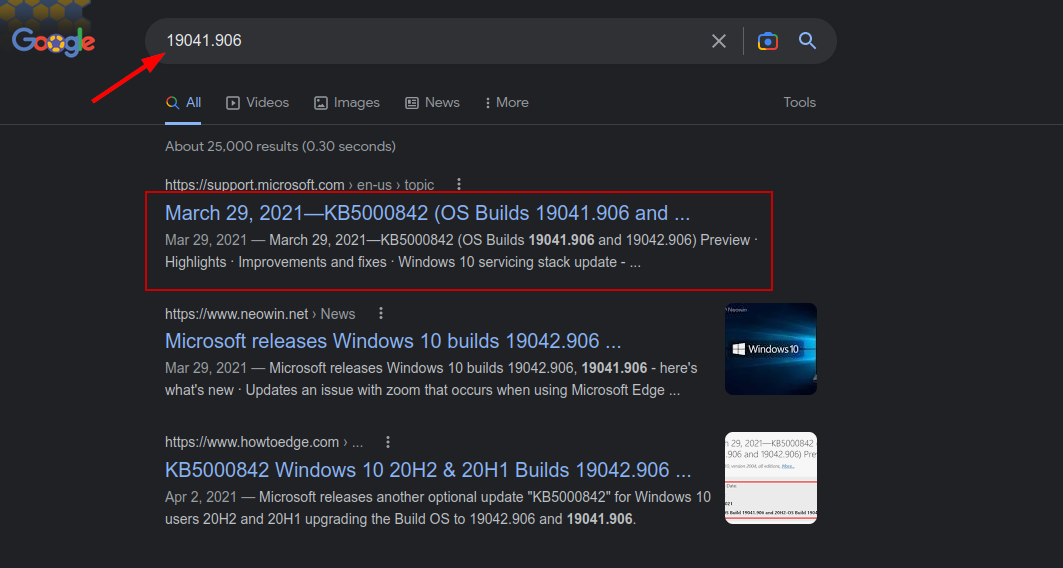 Google
19041.906
All
Videos
Images
News
More
Tools
About 25,000 results (0.30 seconds)
https://support.microsoft.com › en-us › topic
March 29, 2021—KB5000842 (OS Builds 19041.906 and ...
Mar 29, 2021 — March 29, 2021—KB5000842 (OS Builds 19041.906 and 19042.906) Preview ·
Highlights · Improvements and fixes · Windows 10 servicing stack update - ...
https://www.neowin.net › News
Microsoft releases Windows 10 builds 19042.906 ...
Mar 29, 2021 — Microsoft releases Windows 10 builds 19042.906, 19041.906 - here's
what's new · Updates an issue with zoom that occurs when using Microsoft Edge ...
Neowin
Windows 10
https://www.howtoedge.com › ...
KB5000842 Windows 10 20H2 & 20H1 Builds 19042.906 ...
Apr 2, 2021 — Microsoft releases another optional update "KB5000842" for Windows 10
users 20H2 and 20H1 upgrading the Build OS to 19042.906 and 19041.906.
h 29, 2021—KB5000842
.906 and 19042.906) Pre